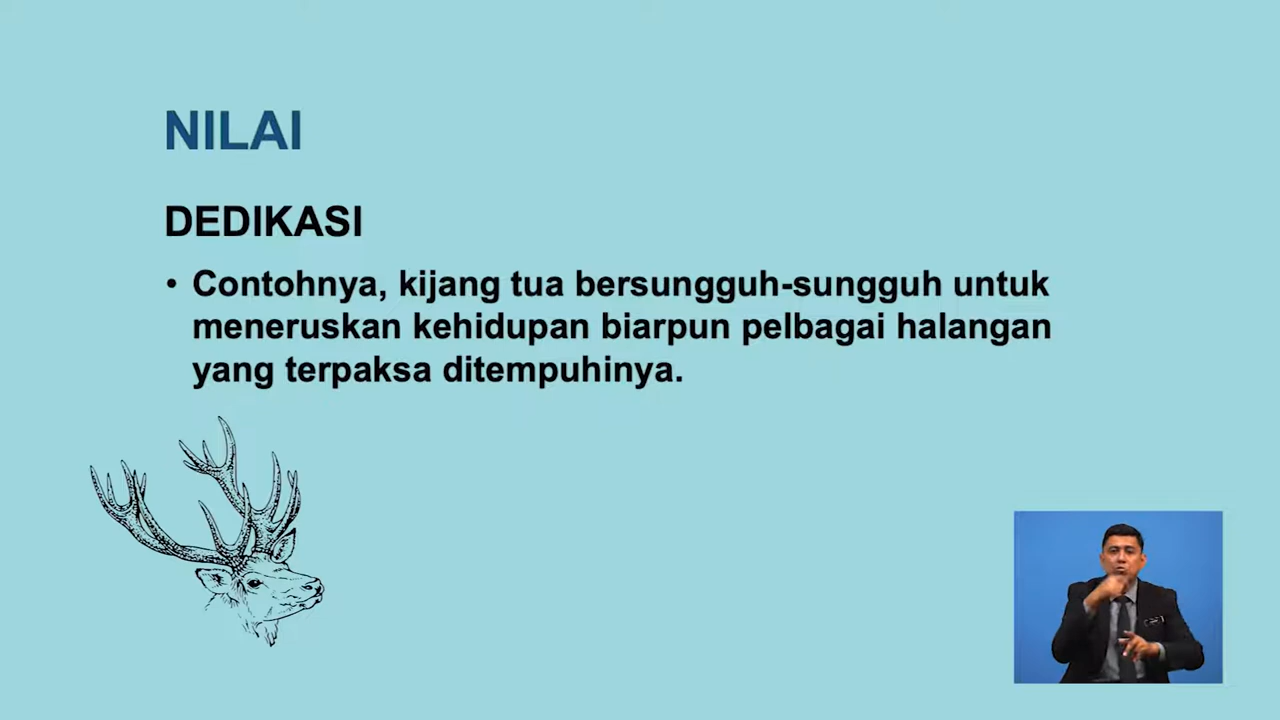 NILAI
DEDIKASI
• Contohnya, kijang tua bersungguh-sungguh untuk
meneruskan kehidupan biarpun pelbagai halangan
yang terpaksa ditempuhinya.